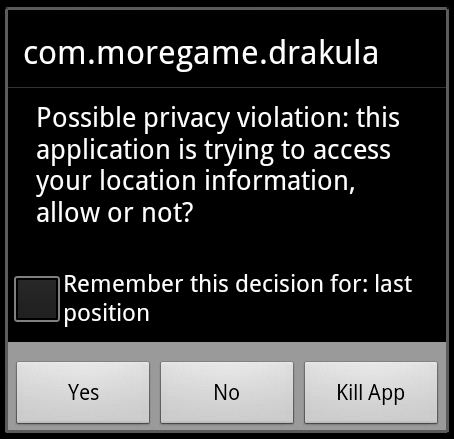 com.moregame.drakula
Possible privacy violation: this
application is trying to access
your location information,
allow or not?
Remember this decision for: last
position
Yes
No
Kill App